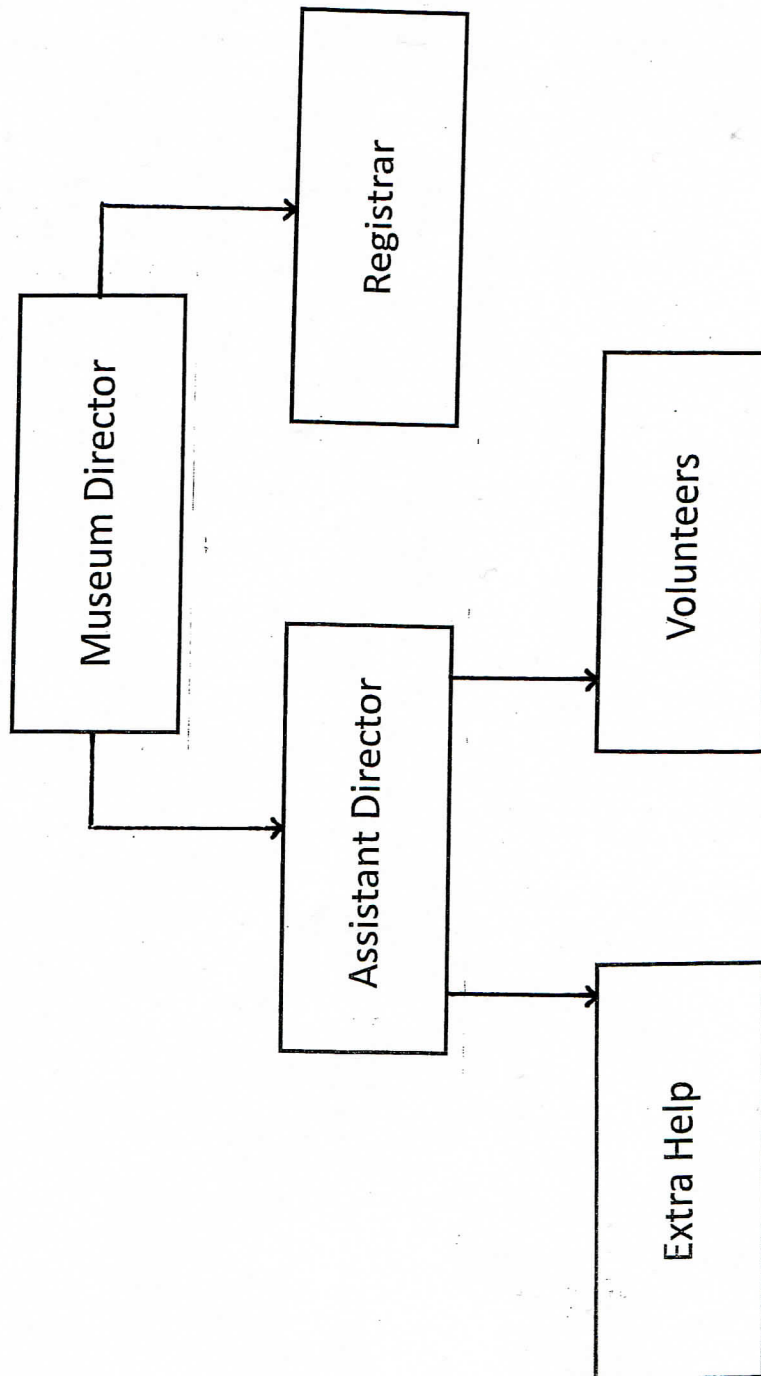 Museum Director
Assistant Director
Registrar
Extra Help
Volunteers